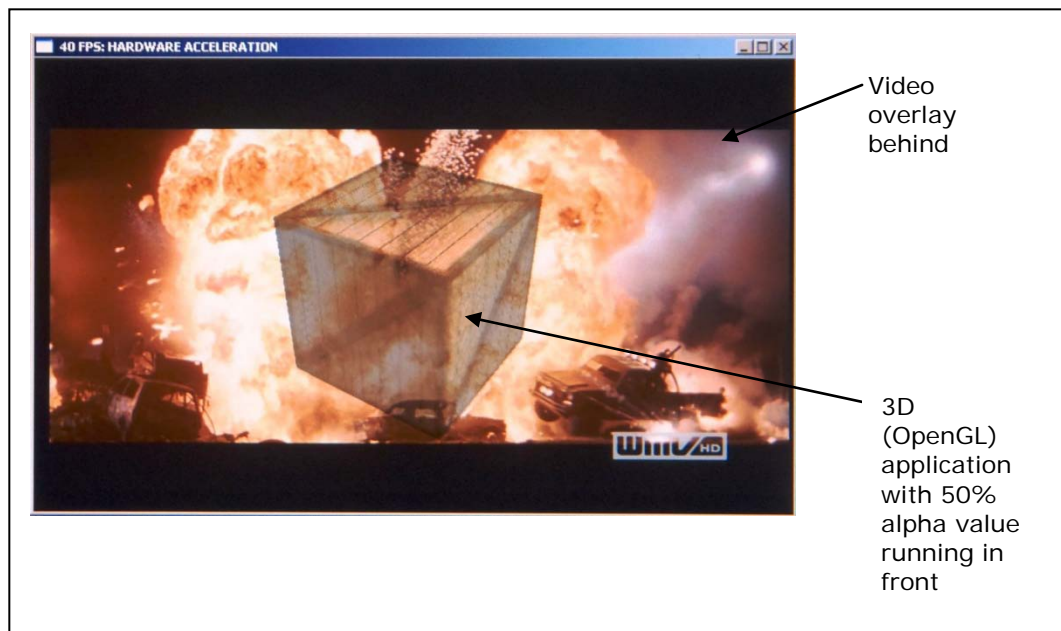 40 FPS: HARDWARE ACCELERATION
Video
overlay
behind
3D
(OpenGL)
application
with 50%
alpha value
running in
front
WMV HD